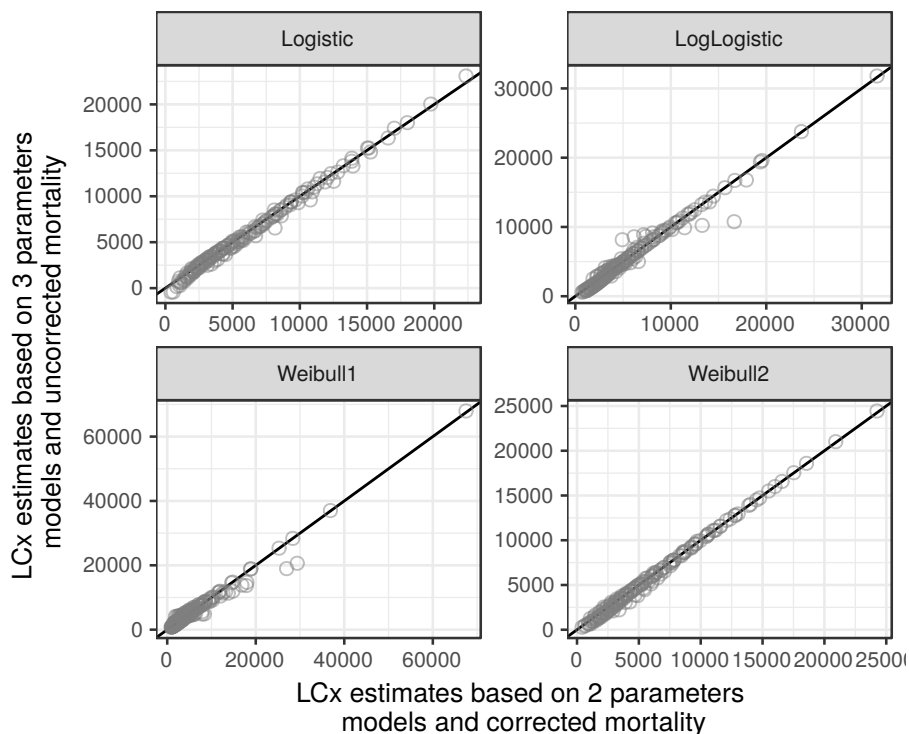 LCx estimates based on 3 parameters
models and uncorrected mortality
Logistic
20000
15000
10000
5000
0
0 5000 10000 15000 20000
LogLogistic
30000
20000
10000
0
0 10000 20000 30000
Weibull1
60000
40000
20000
0
0 20000 40000 60000
Weibull2
25000
20000
15000
10000
5000
0
0 5000 10000 15000 20000 25000
LCx estimates based on 2 parameters
models and corrected mortality